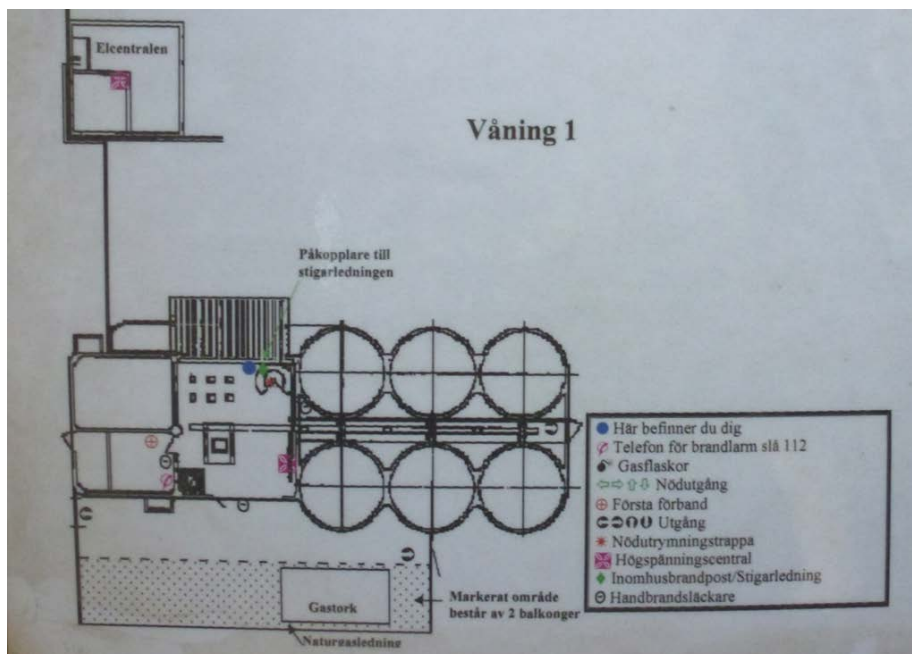 Elcentralen
Våning 1
Påkopplare till
stigarledningen
Här befinner du dig
Telefon för brandlarm slå 112
Gasflaskor
Nödutgång
Första förband
Utgång
Nödutrymningstrappa
Högspänningscentral
Inomhusbrandpost/Stigarledning
Handbrandsläckare
Markerat område
består av 2 balkonger
Gastork
Naturgasledning